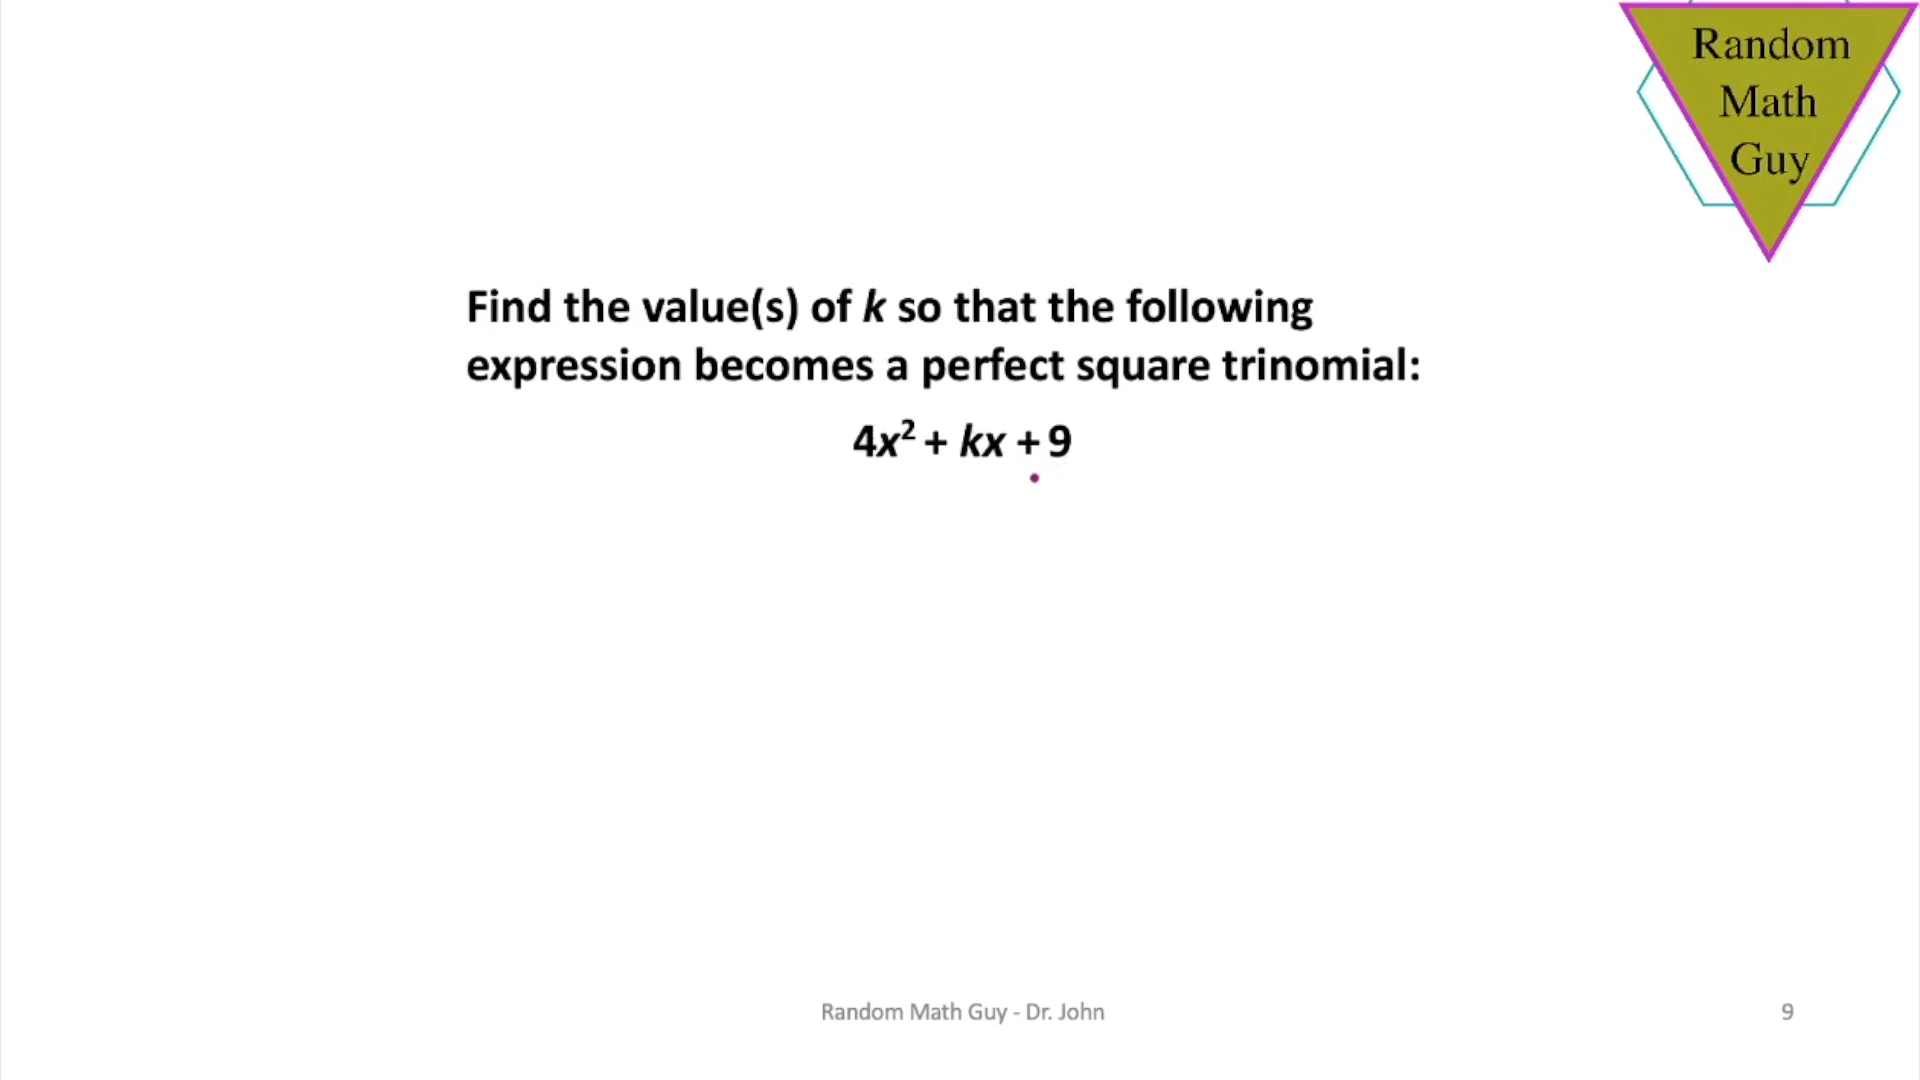 Random
Math
Guy
Find the value(s) of k so that the following
expression becomes a perfect square trinomial:
4x² + kx + 9
Random Math Guy - Dr. John
9